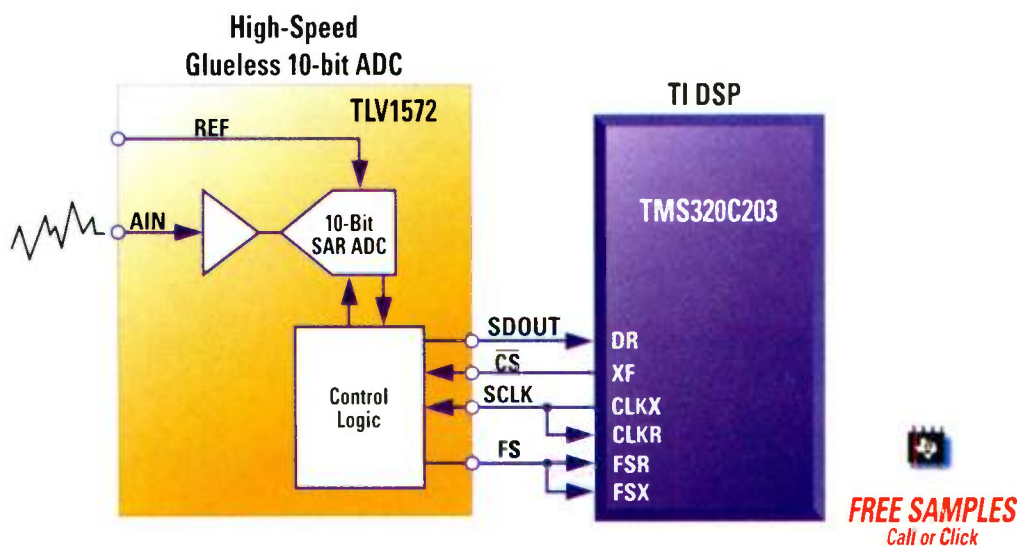 High-Speed
Glueless 10-bit ADC
TLV1572
REF
AIN
10-Bit
SAR ADC
Control
Logic
SDOUT
C̅S̅
SCLK
FS
TI DSP
TMS320C203
DR
XF
CLKX
CLKR
FSR
FSX
FREE SAMPLES
Call or Click